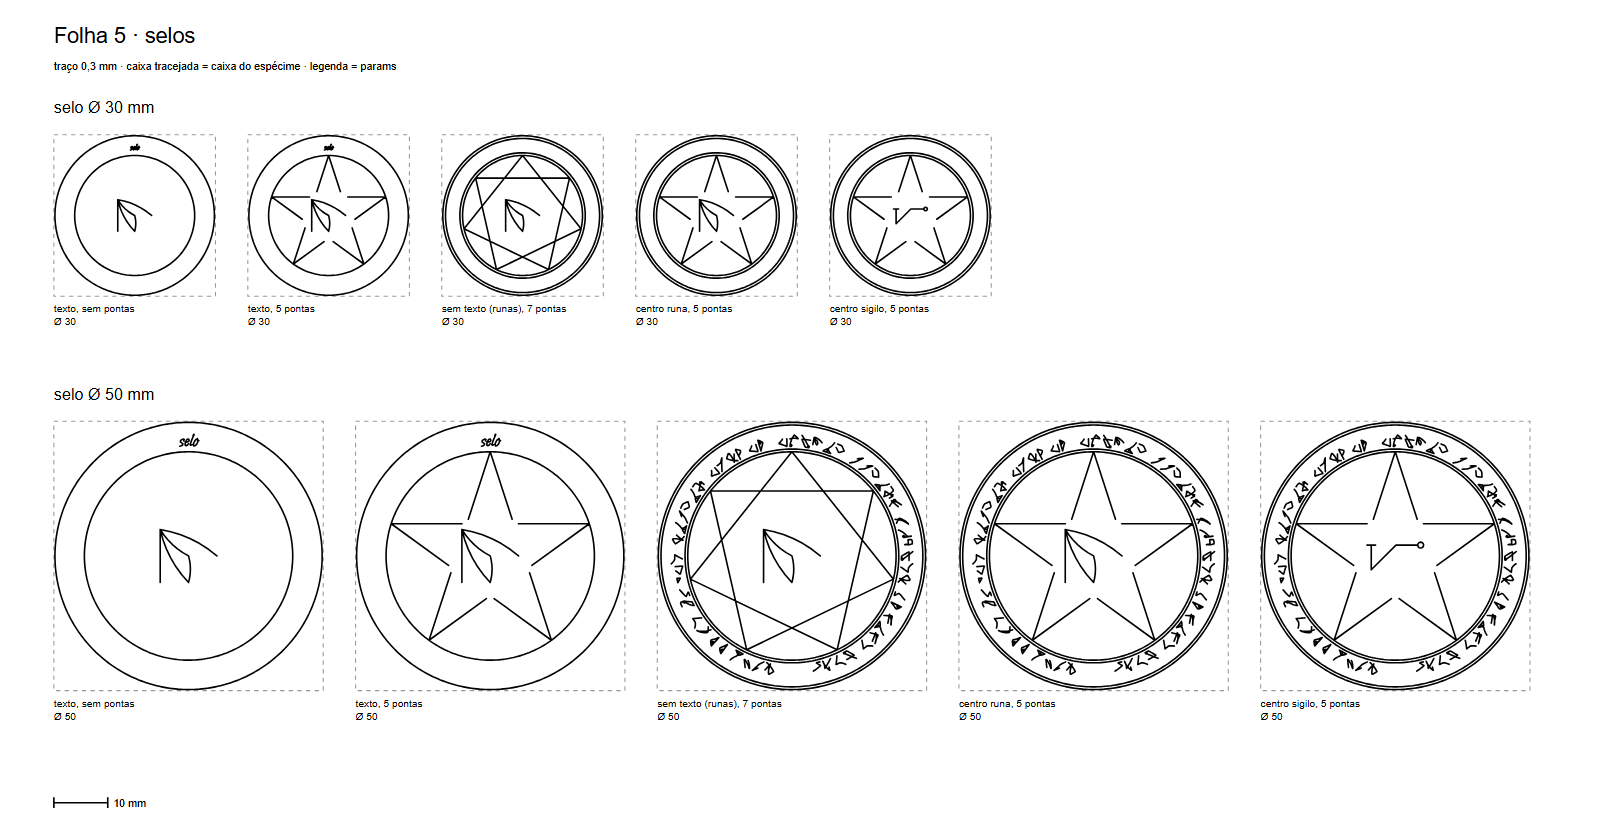 Folha 5 · selos
traço 0,3 mm · caixa tracejada = caixa do espécime · legenda = params
selo Ø 30 mm
selo
selo
texto, sem pontas
Ø 30
texto, 5 pontas
Ø 30
sem texto (runas), 7 pontas
Ø 30
centro runa, 5 pontas
Ø 30
centro sigilo, 5 pontas
Ø 30
selo Ø 50 mm
selo
selo
texto, sem pontas
Ø 50
texto, 5 pontas
Ø 50
sem texto (runas), 7 pontas
Ø 50
centro runa, 5 pontas
Ø 50
centro sigilo, 5 pontas
Ø 50
10 mm